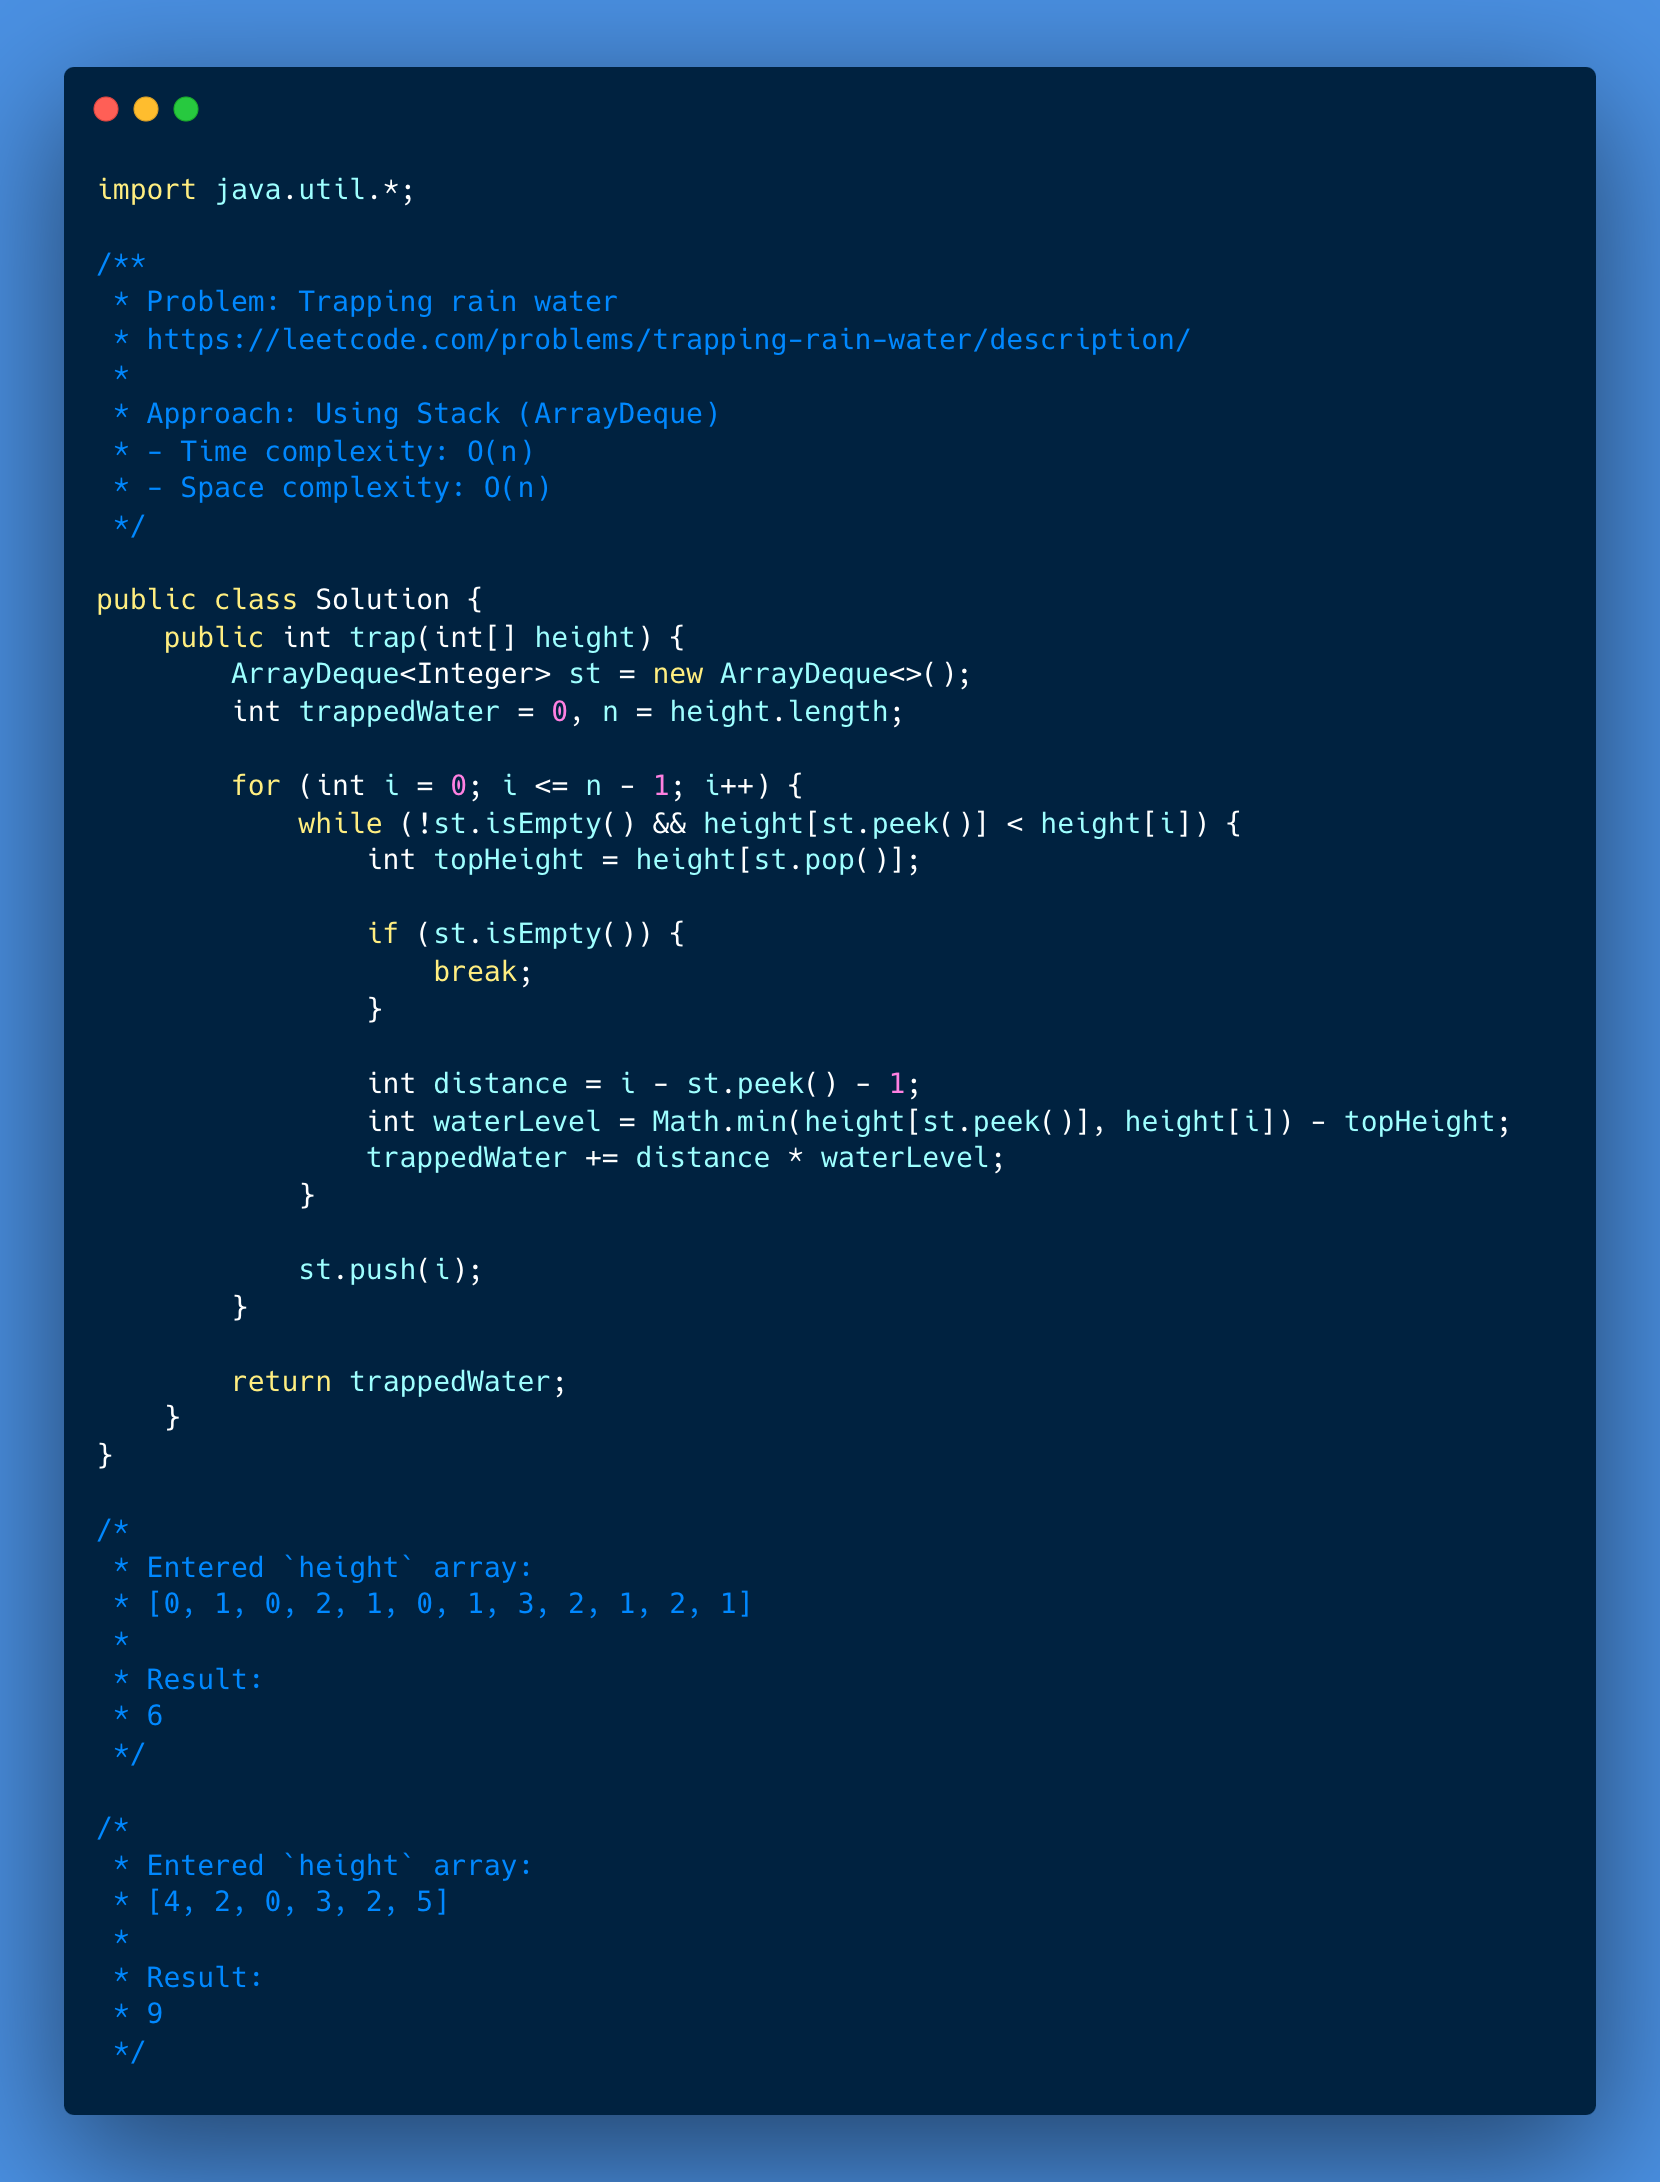 import java.util.*;

/**
 * Problem: Trapping rain water
 * https://leetcode.com/problems/trapping-rain-water/description/
 *
 * Approach: Using Stack (ArrayDeque)
 * - Time complexity: O(n)
 * - Space complexity: O(n)
 */

public class Solution {
    public int trap(int[] height) {
        ArrayDeque<Integer> st = new ArrayDeque<>();
        int trappedWater = 0, n = height.length;

        for (int i = 0; i <= n - 1; i++) {
            while (!st.isEmpty() && height[st.peek()] < height[i]) {
                int topHeight = height[st.pop()];

                if (st.isEmpty()) {
                    break;
                }

                int distance = i - st.peek() - 1;
                int waterLevel = Math.min(height[st.peek()], height[i]) - topHeight;
                trappedWater += distance * waterLevel;
            }

            st.push(i);
        }

        return trappedWater;
    }
}

/*
 * Entered `height` array:
 * [0, 1, 0, 2, 1, 0, 1, 3, 2, 1, 2, 1]
 *
 * Result:
 * 6
 */

/*
 * Entered `height` array:
 * [4, 2, 0, 3, 2, 5]
 *
 * Result:
 * 9
 */